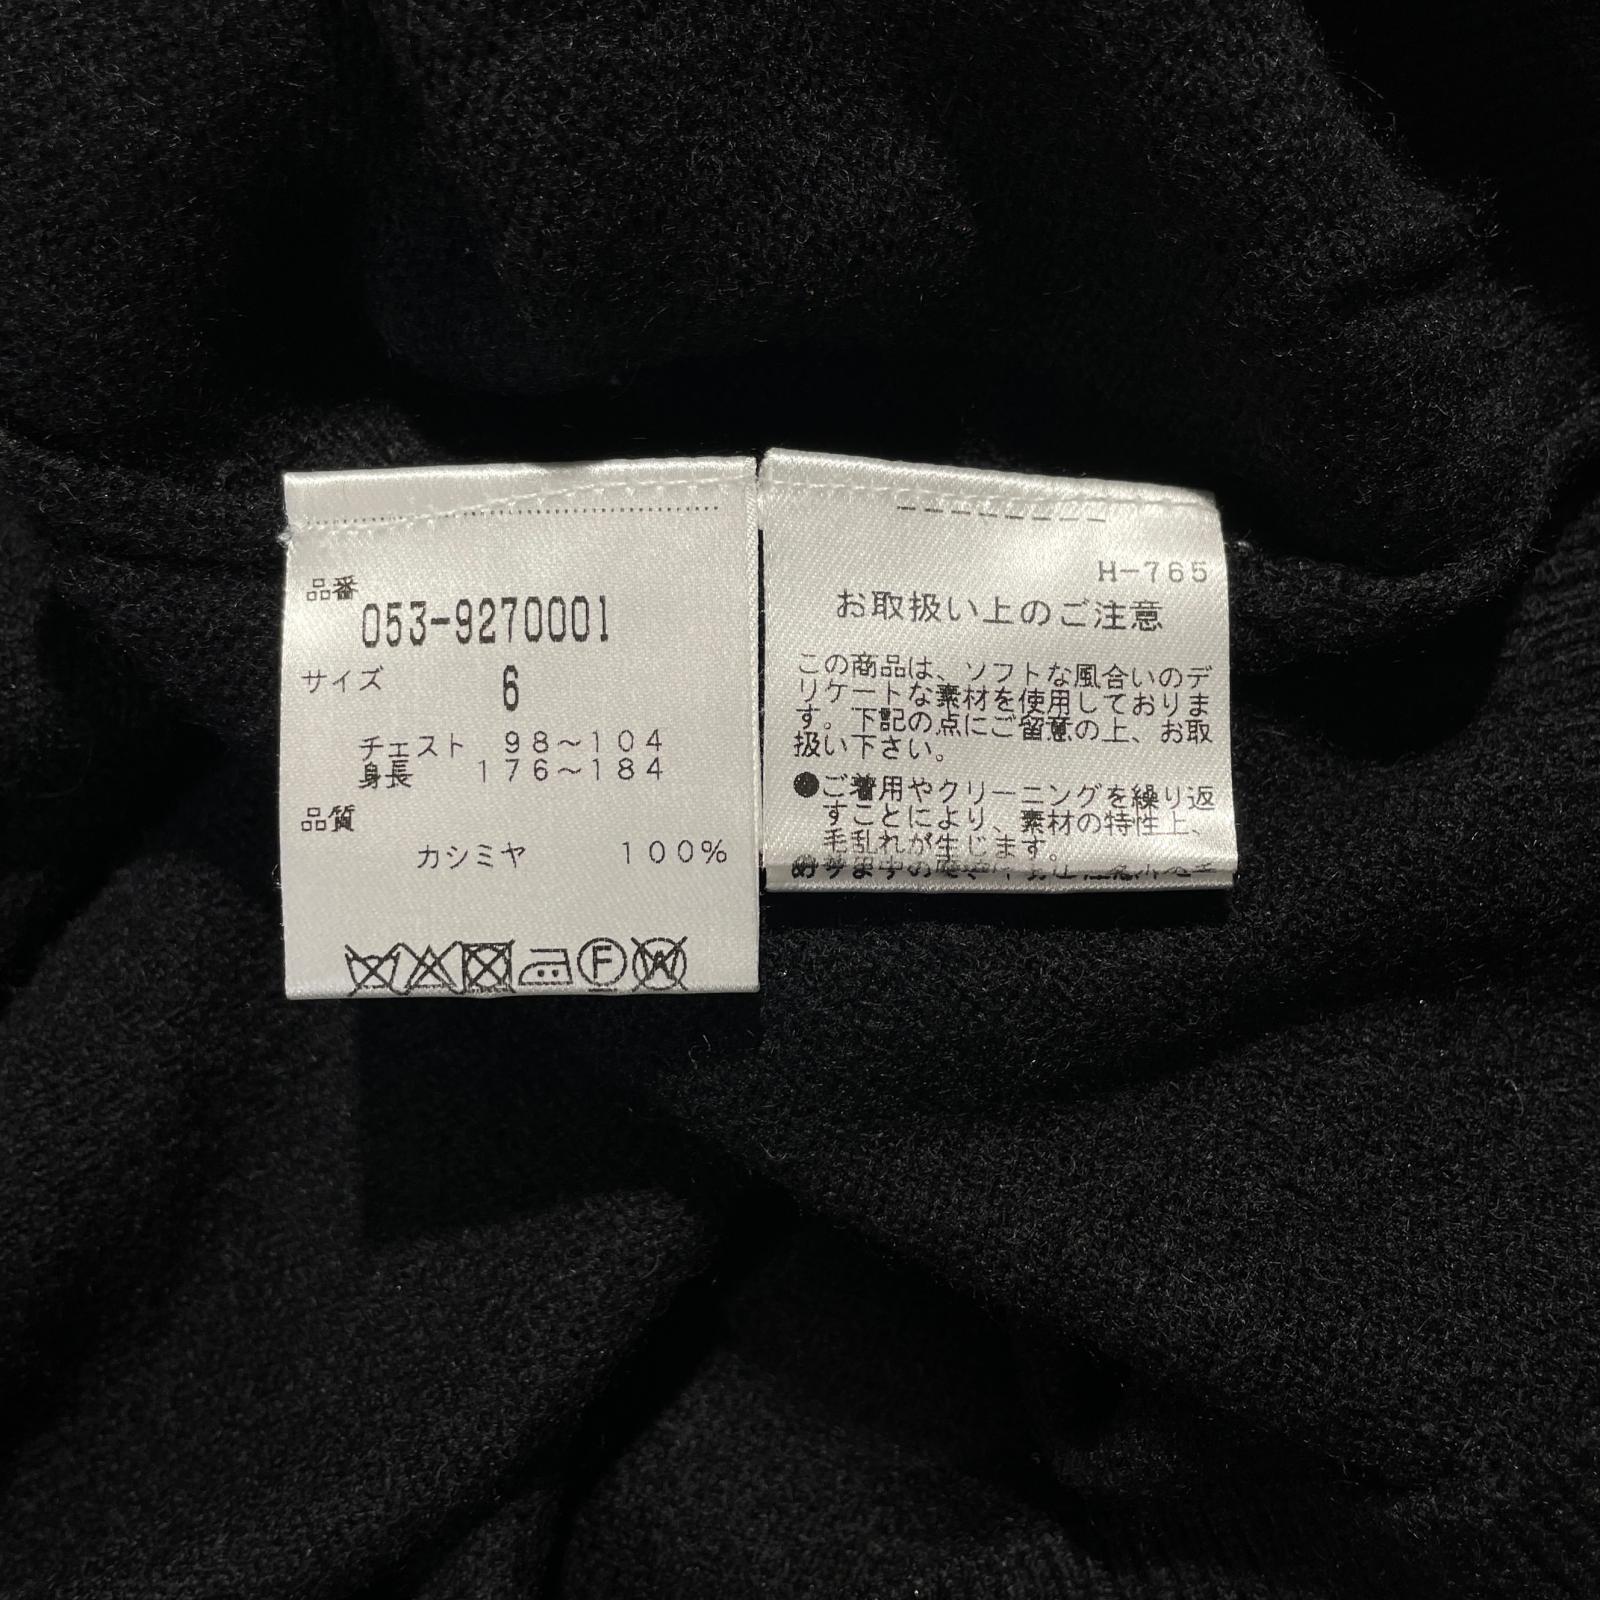 品番
053-9270001
サイズ 6
チェスト 98〜104
身長 176〜184
品質
カシミヤ 100%
F
W
H-765
お取扱い上のご注意
この商品は、ソフトな風合いのデ
リケートな素材を使用しておりま
す。下記の点にご留意の上、お取
扱い下さい。
●ご着用やクリーニングを繰り返
すことにより、素材の特性上、
毛乱れが生じます。